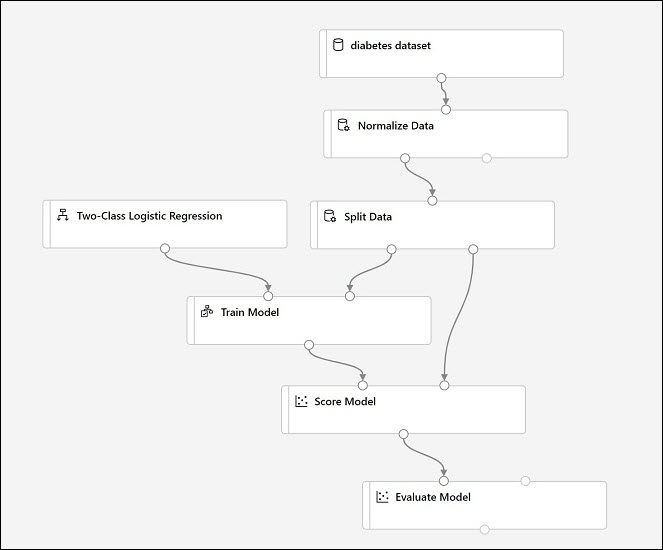 diabetes dataset
Normalize Data
Two-Class Logistic Regression
Split Data
Train Model
Score Model
Evaluate Model